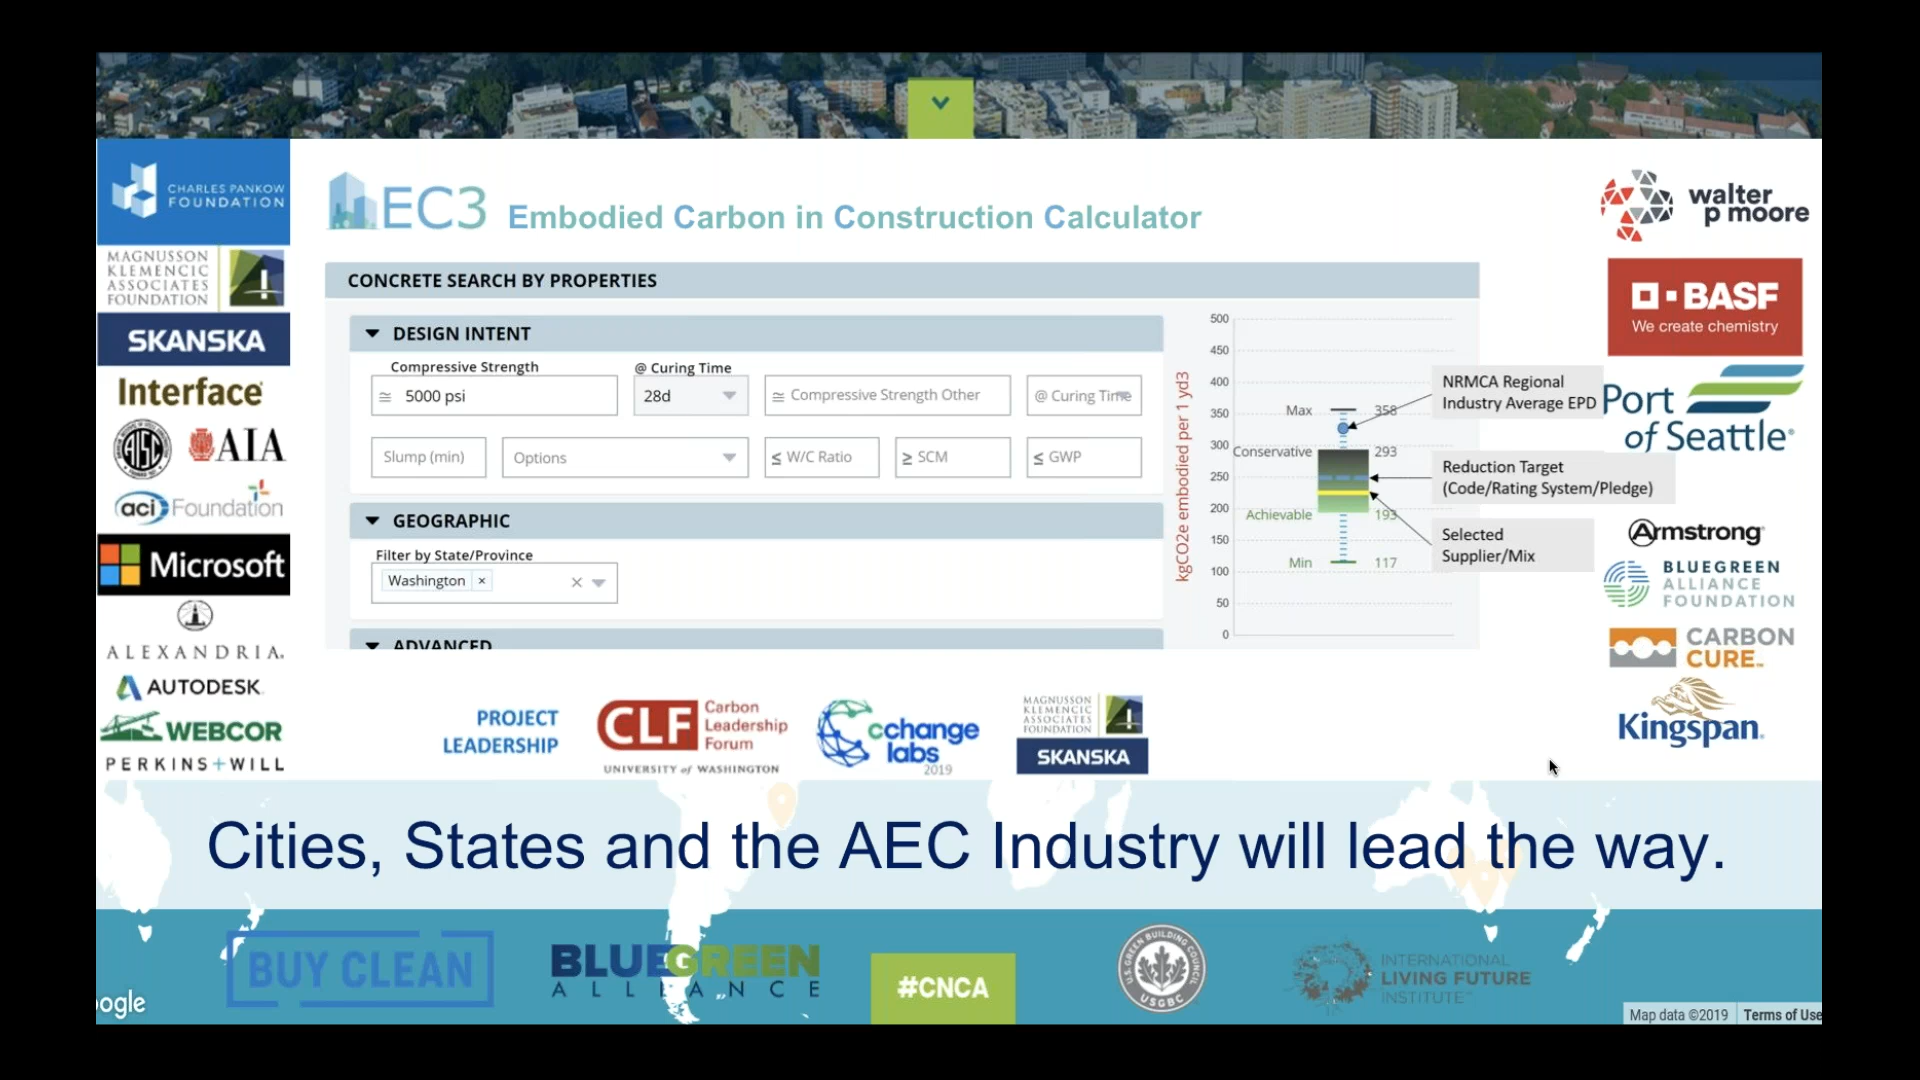 CHARLES PANKOW
FOUNDATION
MAGNUSSON
KLEMENCIC
ASSOCIATES
FOUNDATION
SKANSKA
Interface
AISC
AIA
aci Foundation
Microsoft
ALEXANDRIA.
AUTODESK
WEBCOR
PERKINS+WILL
EC3 Embodied Carbon in Construction Calculator
CONCRETE SEARCH BY PROPERTIES
DESIGN INTENT
Compressive Strength
@ Curing Time
≅ 5000 psi
28d
≅ Compressive Strength Other
@ Curing Time
Slump (min)
Options
≤ W/C Ratio
≥ SCM
≤ GWP
GEOGRAPHIC
Filter by State/Province
Washington ×
ADVANCED
kgCO2e embodied per 1 yd3
500
450
400
350
300
250
200
150
100
50
0
Max 358
Conservative 293
Achievable 193
Min 117
NRMCA Regional
Industry Average EPD
Reduction Target
(Code/Rating System/Pledge)
Selected
Supplier/Mix
walter
p moore
BASF
We create chemistry
Port
of Seattle
Armstrong
BLUEGREEN
ALLIANCE
FOUNDATION
CARBON
CURE
Kingspan
PROJECT
LEADERSHIP
CLF
Carbon
Leadership
Forum
UNIVERSITY of WASHINGTON
cchange
labs
2019
MAGNUSSON
KLEMENCIC
ASSOCIATES
FOUNDATION
SKANSKA
Cities, States and the AEC Industry will lead the way.
BUY CLEAN
BLUEGREEN
ALLIANCE
#CNCA
U.S. GREEN BUILDING COUNCIL
USGBC
INTERNATIONAL
LIVING FUTURE
INSTITUTE
ogle
Map data ©2019
Terms of Use